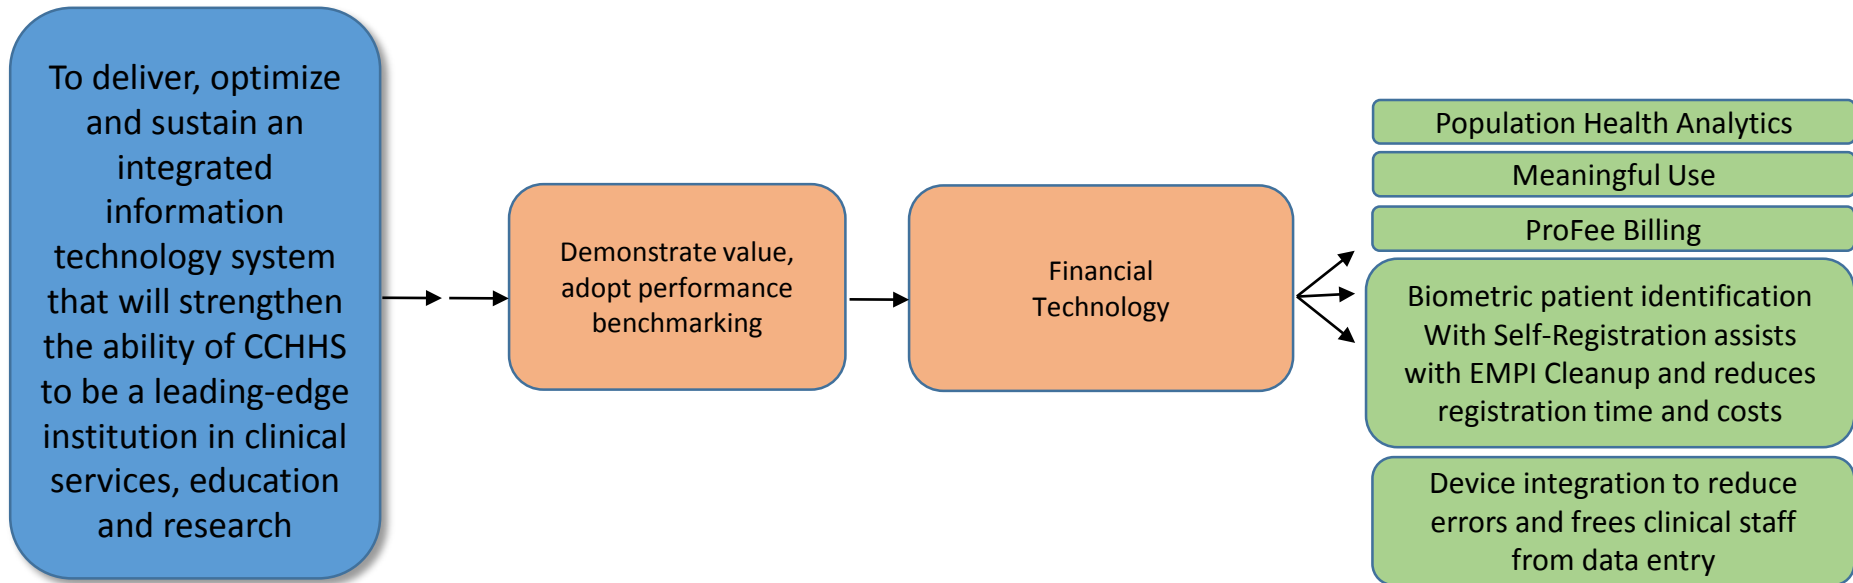 To deliver, optimize
and sustain an
integrated
information
technology system
that will strengthen
the ability of CCHHS
to be a leading-edge
institution in clinical
services, education
and research
Demonstrate value,
adopt performance
benchmarking
Financial
Technology
Population Health Analytics
Meaningful Use
ProFee Billing
Biometric patient identification
With Self-Registration assists
with EMPI Cleanup and reduces
registration time and costs
Device integration to reduce
errors and frees clinical staff
from data entry